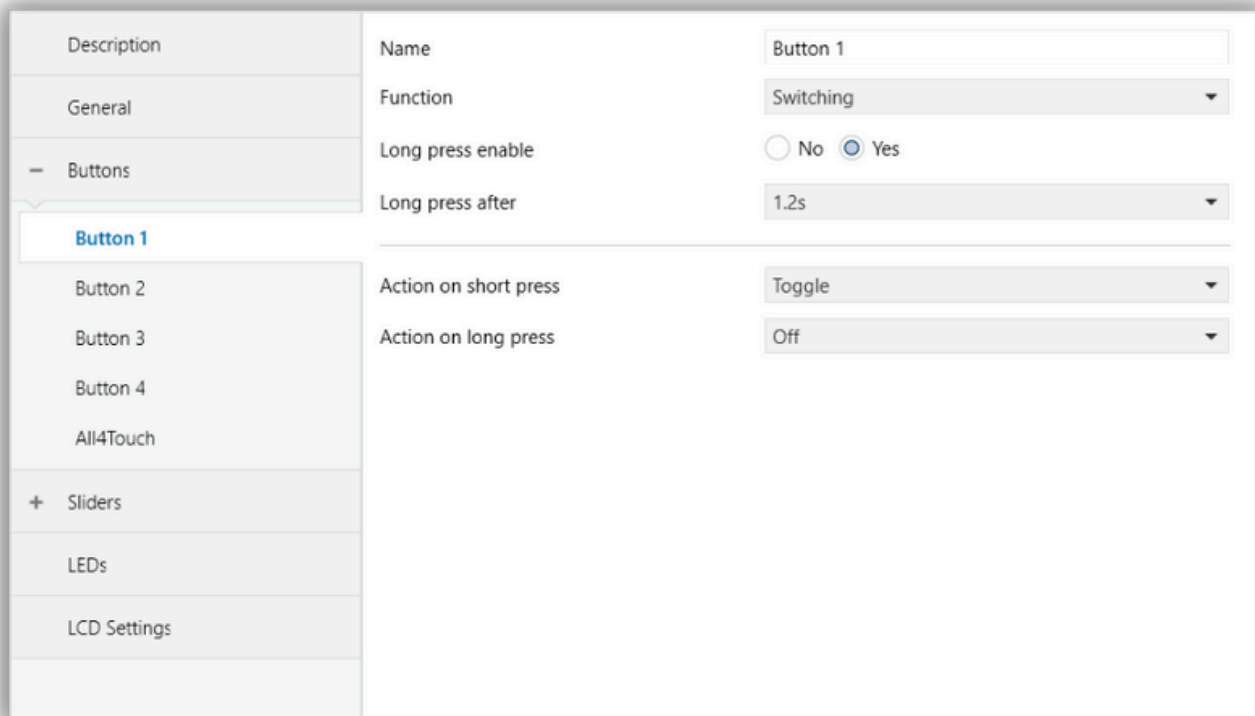 Description
General
Buttons
Button 1
Button 2
Button 3
Button 4
All4Touch
Sliders
LEDs
LCD Settings
Name Button 1
Function Switching
Long press enable No Yes
Long press after 1.2s
Action on short press Toggle
Action on long press Off